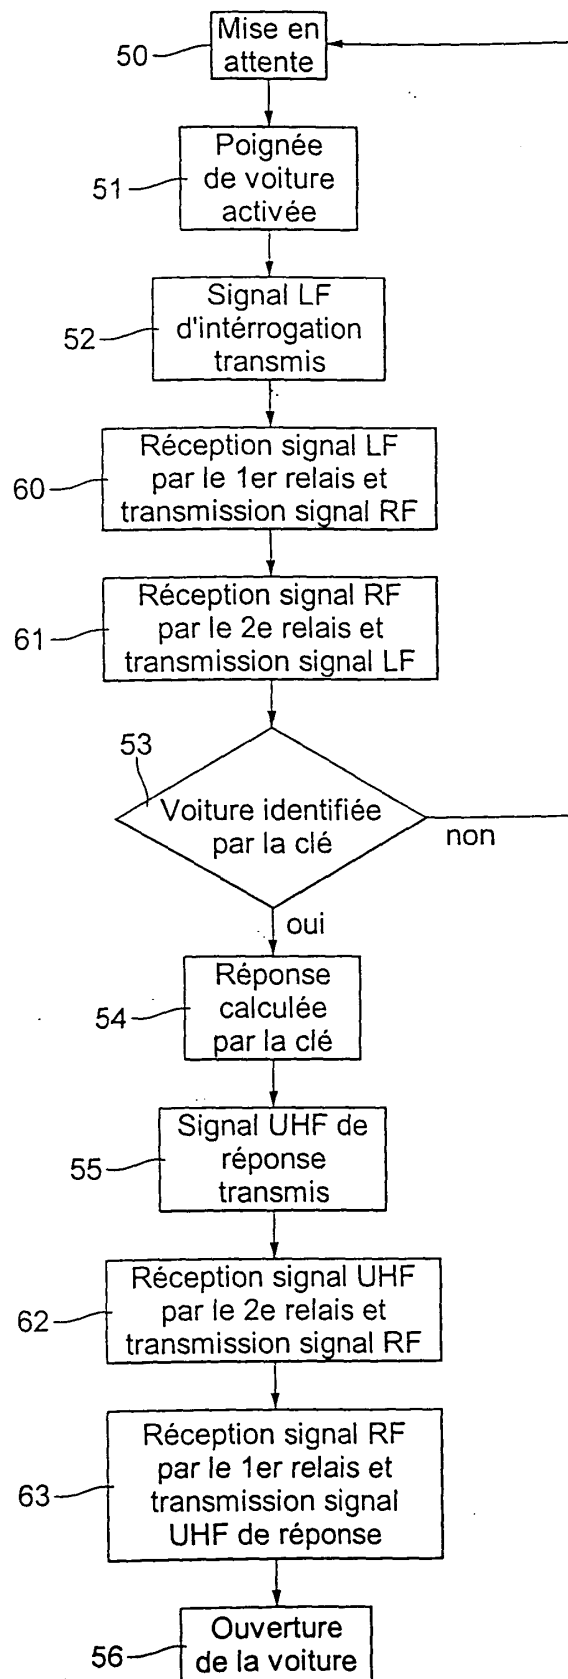 50
Mise en
attente
51
Poignée
de voiture
activée
52
Signal LF
d'intérrogation
transmis
60
Réception signal LF
par le 1er relais et
transmission signal RF
61
Réception signal RF
par le 2e relais et
transmission signal LF
53
Voiture identifiée
par la clé
non
oui
54
Réponse
calculée
par la clé
55
Signal UHF de
réponse
transmis
62
Réception signal UHF
par le 2e relais et
transmission signal RF
63
Réception signal RF
par le 1er relais et
transmission signal
UHF de réponse
56
Ouverture
de la voiture